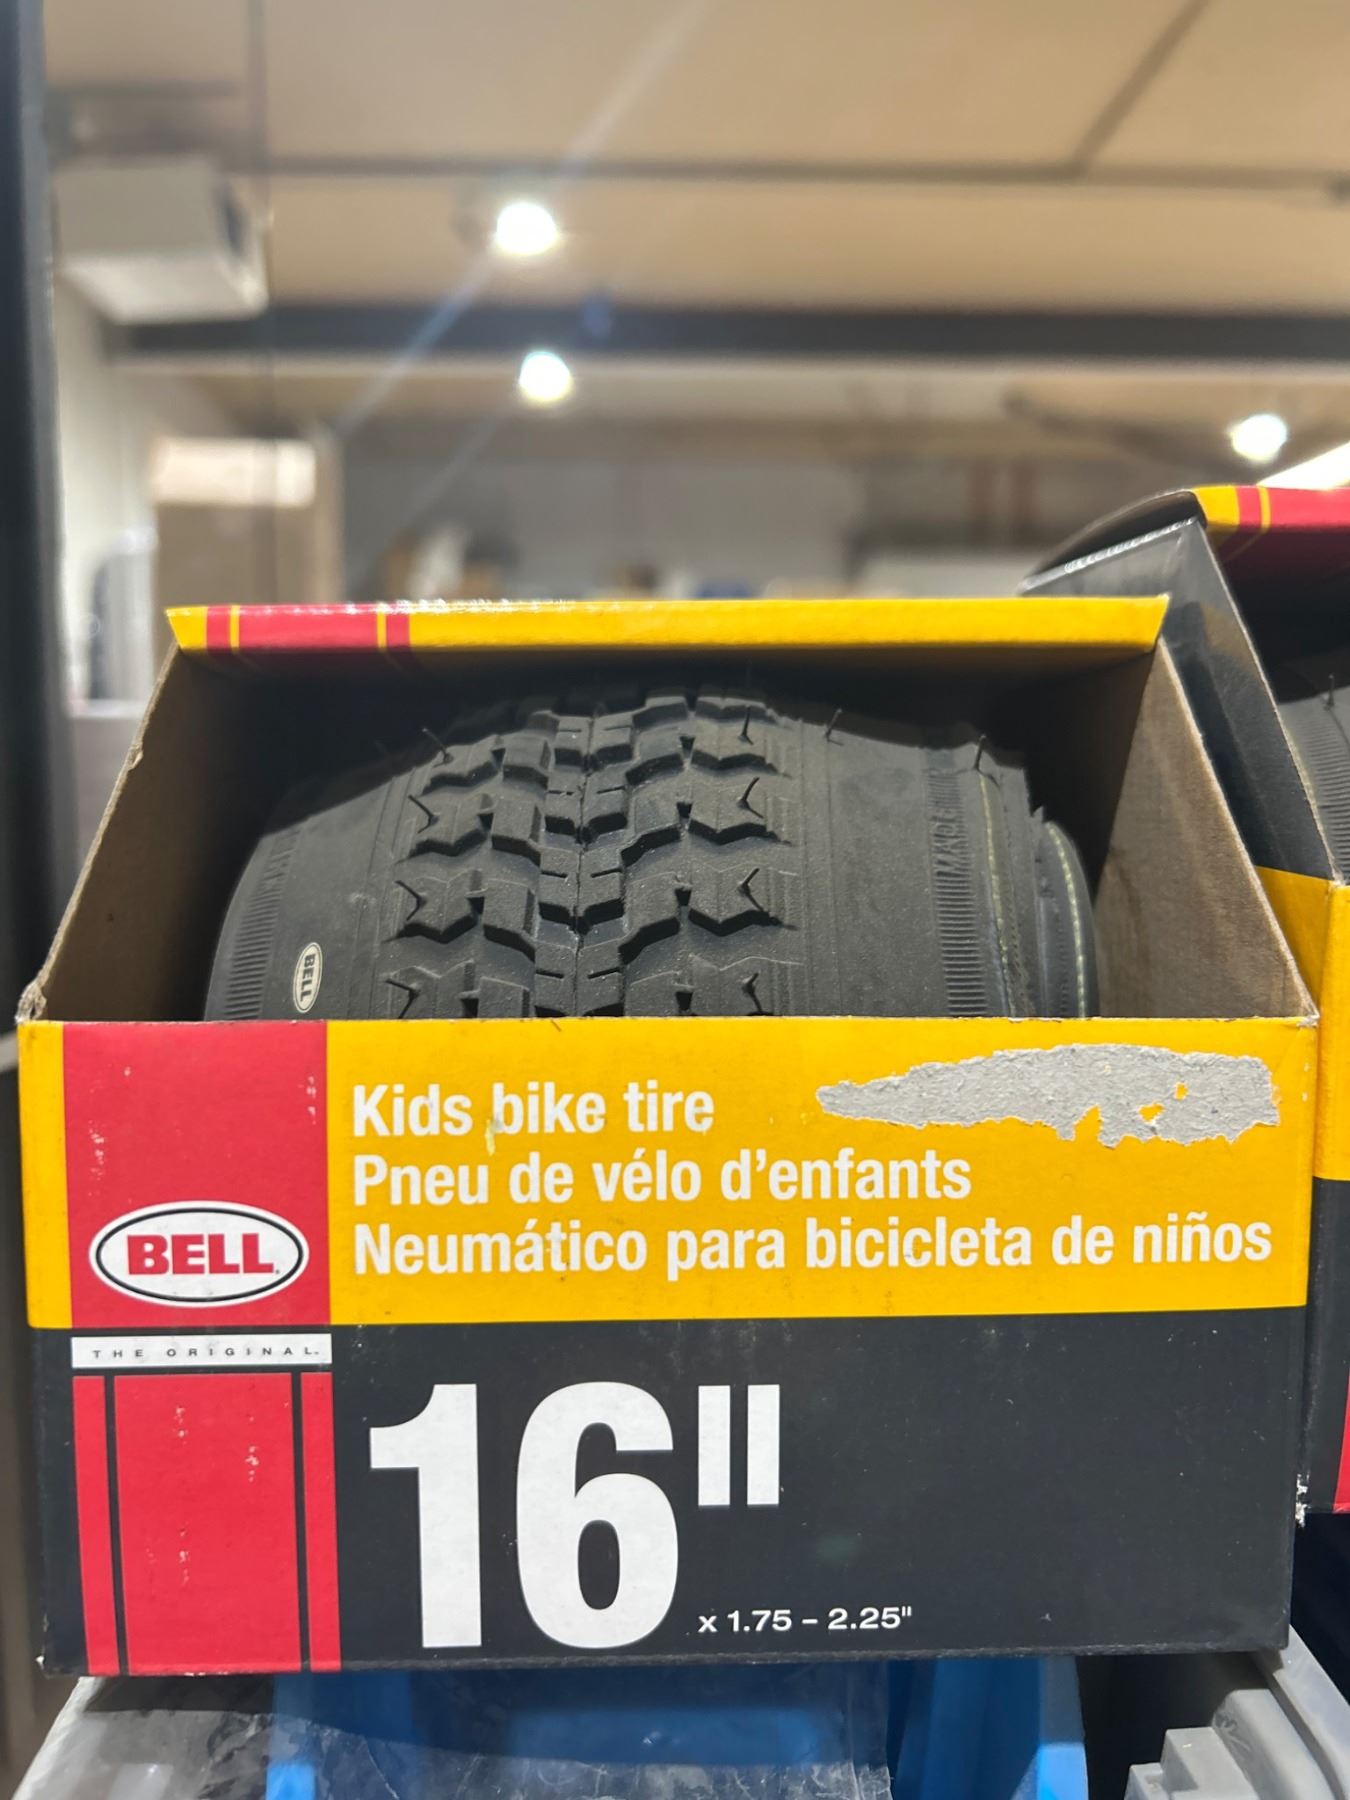 BELL
Kids bike tire
Pneu de vélo d'enfants
Neumático para bicicleta de niños
BELL
THE ORIGINAL
16"
x 1.75 – 2.25"